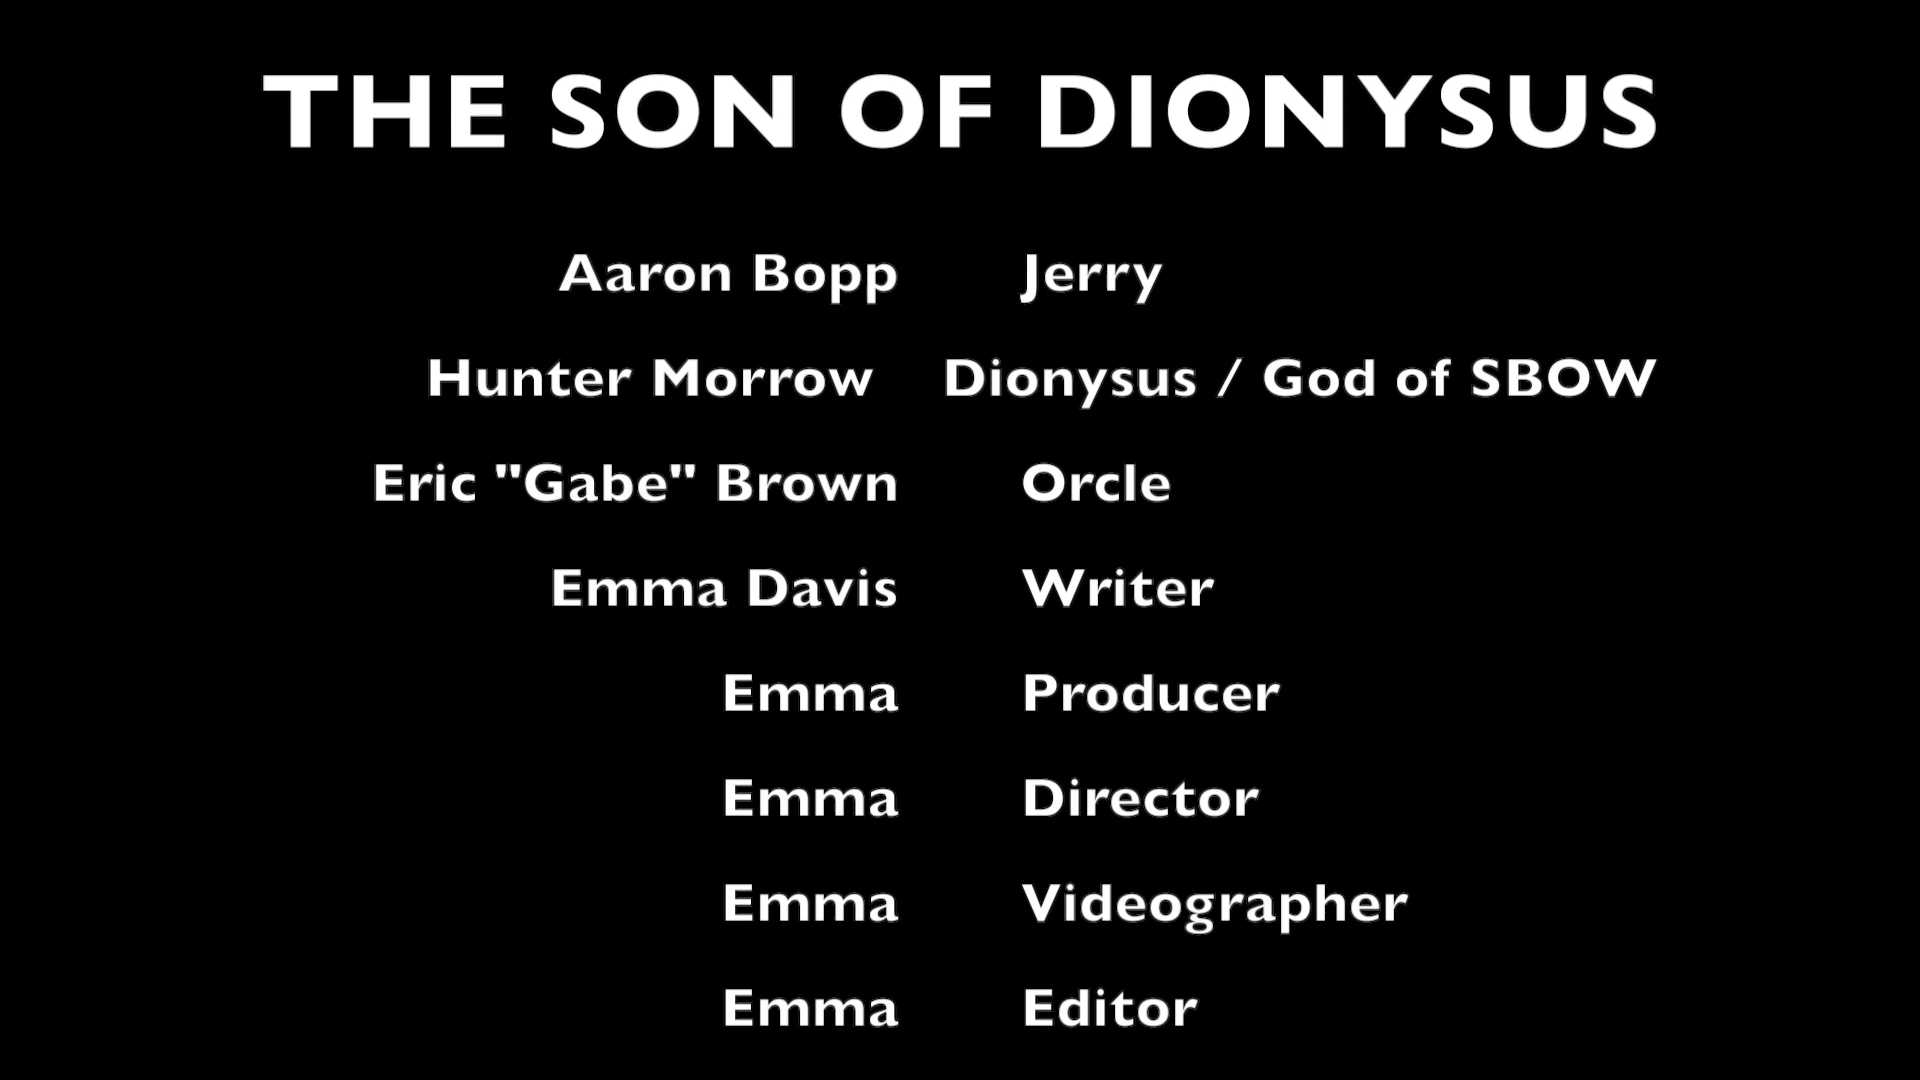 THE SON OF DIONYSUS
Aaron Bopp Jerry
Hunter Morrow Dionysus / God of SBOW
Eric "Gabe" Brown Orcle
Emma Davis Writer
Emma Producer
Emma Director
Emma Videographer
Emma Editor